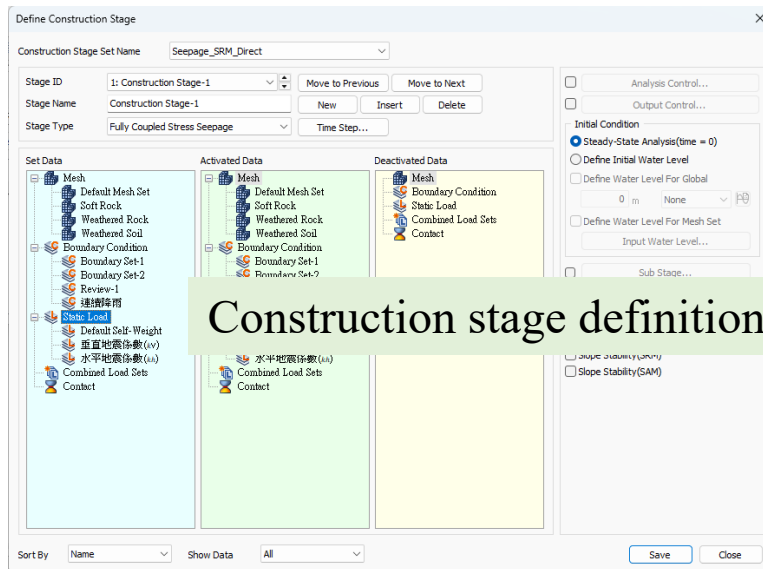 Define Construction Stage
Construction Stage Set Name Seepage_SRM_Direct
Stage ID 1: Construction Stage-1 Move to Previous Move to Next
Stage Name Construction Stage-1 New Insert Delete
Stage Type Fully Coupled Stress Seepage Time Step...
Set Data
Mesh
Default Mesh Set
Soft Rock
Weathered Rock
Weathered Soil
Boundary Condition
Boundary Set-1
Boundary Set-2
Review-1
連續降雨
Static Load
Default Self-Weight
垂直地震係數(kv)
水平地震係數(kh)
Combined Load Sets
Contact
Activated Data
Mesh
Default Mesh Set
Soft Rock
Weathered Rock
Weathered Soil
Boundary Condition
Boundary Set-1
Boundary Set-2
水平地震係數(kh)
Combined Load Sets
Contact
Deactivated Data
Mesh
Boundary Condition
Static Load
Combined Load Sets
Contact
Analysis Control...
Output Control...
Initial Condition
Steady-State Analysis(time = 0)
Define Initial Water Level
Define Water Level For Global
0 m None
Define Water Level For Mesh Set
Input Water Level...
Sub Stage...
Construction stage definition
Slope Stability(SRM)
Slope Stability(SAM)
Sort By Name Show Data All
Save Close